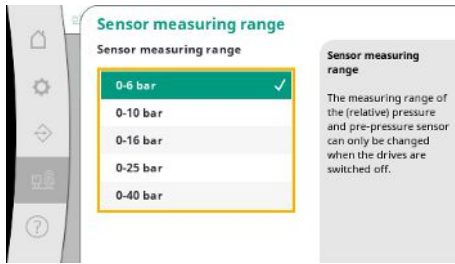 Sensor measuring range
Sensor measuring range
0-6 bar
0-10 bar
0-16 bar
0-25 bar
0-40 bar
Sensor measuring
range
The measuring range of
the (relative) pressure
and pre-pressure sensor
can only be changed
when the drives are
switched off.
?